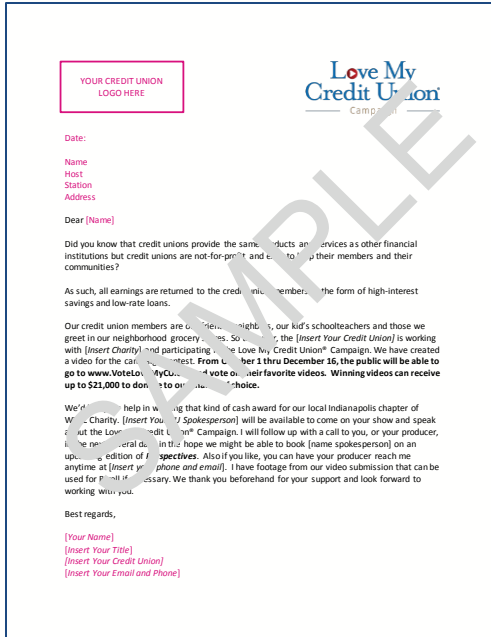 YOUR CREDIT UNION
LOGO HERE
Love My
Credit Union®
Campaign
Date:
Name
Host
Station
Address
Dear [Name]
Did you know that credit unions provide the same products and services as other financial
institutions but credit unions are not-for-profit and exist to help their members and their
communities?
As such, all earnings are returned to the credit union members in the form of high-interest
savings and low-rate loans.
Our credit union members are our friends, neighbors, our kid's schoolteachers and those we
greet in our neighborhood grocery stores. So the [Insert Your Credit Union] is working
with [Insert Charity] and participating in the Love My Credit Union® Campaign. We have created
a video for the campaign contest. From 1 thru December 16, the public will be able to
go to and vote on their favorite videos. Winning videos can receive
up to $21,000 to donate to our choice.
We'd help in winning that kind of cash award for our local Indianapolis chapter of
Charity. [Insert Your CU Spokesperson] will be available to come on your show and speak
about the Love My Credit Union® Campaign. I will follow up with a call to you, or your producer,
in the next several days in the hope we might be able to book [name spokesperson] on an
upcoming edition of Perspectives. Also if you like, you can have your producer reach me
anytime at [Insert your phone and email]. I have footage from our video submission that can be
used for B-roll if necessary. We thank you beforehand for your support and look forward to
working with you.
Best regards,
[Your Name]
[Insert Your Title]
[Insert Your Credit Union]
[Insert Your Email and Phone]
SAMPLE